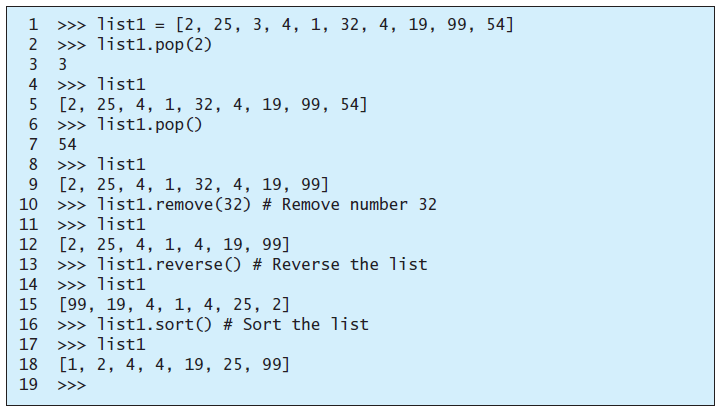 1 >>> list1 = [2, 25, 3, 4, 1, 32, 4, 19, 99, 54]
2 >>> list1.pop(2)
3 3
4 >>> list1
5 [2, 25, 4, 1, 32, 4, 19, 99, 54]
6 >>> list1.pop()
7 54
8 >>> list1
9 [2, 25, 4, 1, 32, 4, 19, 99]
10 >>> list1.remove(32) # Remove number 32
11 >>> list1
12 [2, 25, 4, 1, 4, 19, 99]
13 >>> list1.reverse() # Reverse the list
14 >>> list1
15 [99, 19, 4, 1, 4, 25, 2]
16 >>> list1.sort() # Sort the list
17 >>> list1
18 [1, 2, 4, 4, 19, 25, 99]
19 >>>